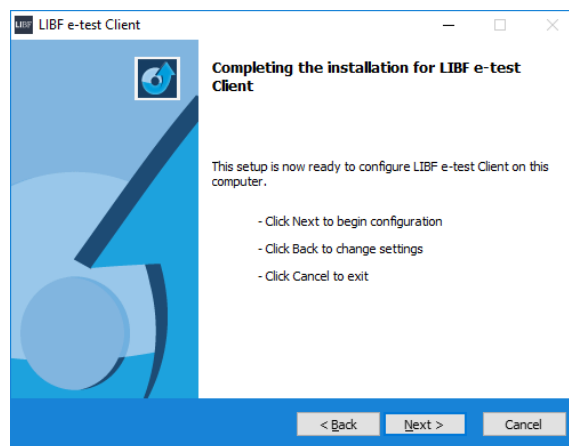 LIBF LIBF e-test Client
Completing the installation for LIBF e-test
Client
This setup is now ready to configure LIBF e-test Client on this
computer.
- Click Next to begin configuration
- Click Back to change settings
- Click Cancel to exit
< Back Next > Cancel